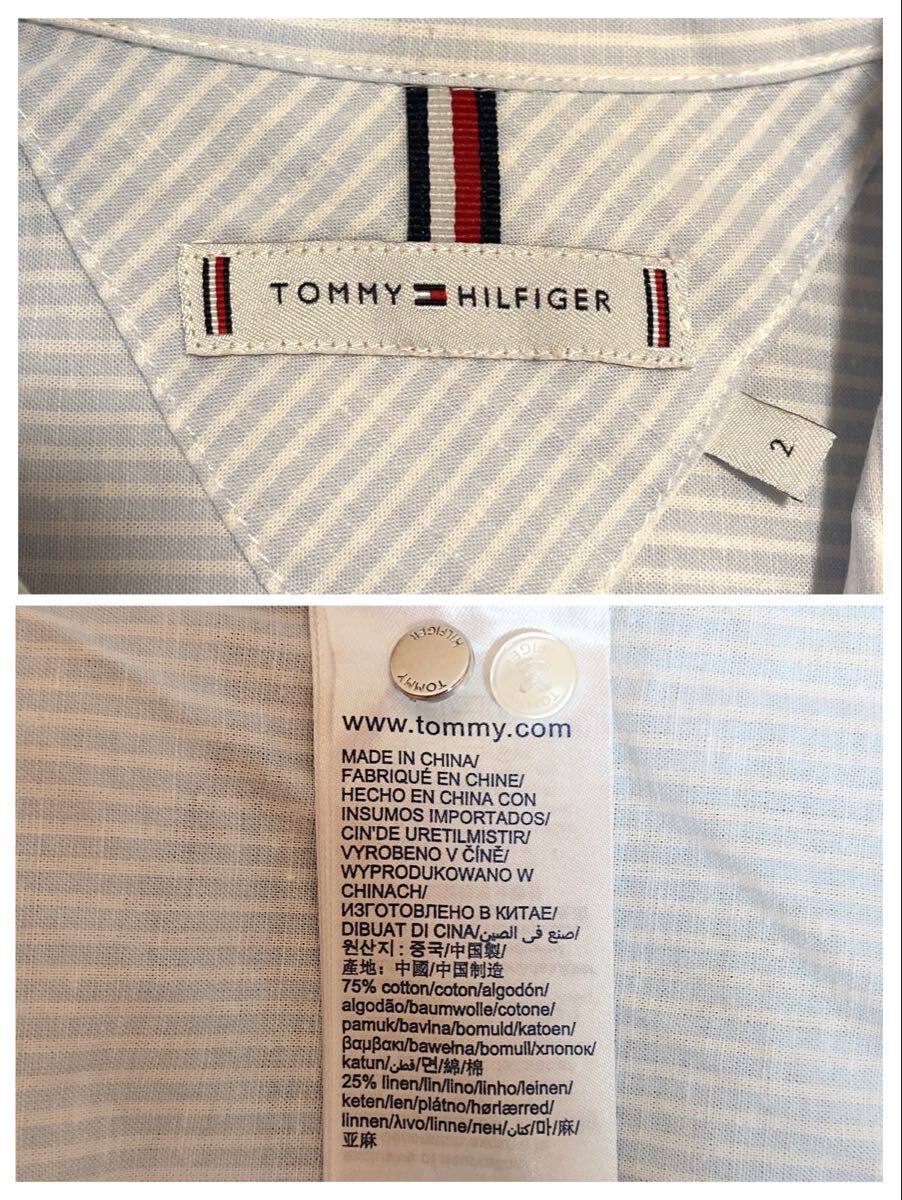 TOMMY HILFIGER
2
TOMMY HILFIGER
www.tommy.com
MADE IN CHINA/
FABRIQUÉ EN CHINE/
HECHO EN CHINA CON
INSUMOS IMPORTADOS/
CIN'DE URETILMISTIR/
VYROBENO V ČÍNĚ/
WYPRODUKOWANO W
CHINACH/
ИЗГОТОВЛЕНО В КИТАЕ/
DIBUAT DI CINA/صنع فى الصين/
원산지 : 중국/中国製/
產地：中國/中国制造
75% cotton/coton/algodón/
algodão/baumwolle/cotone/
pamuk/bavlna/bomuld/katoen/
βαμβακι/bawełna/bomull/хлопок/
katun/قطن/면/綿/棉
25% linen/lin/lino/linho/leinen/
keten/len/plátno/hørlærred/
linnen/λινο/linne/лен/كتان/마/麻/
亚麻